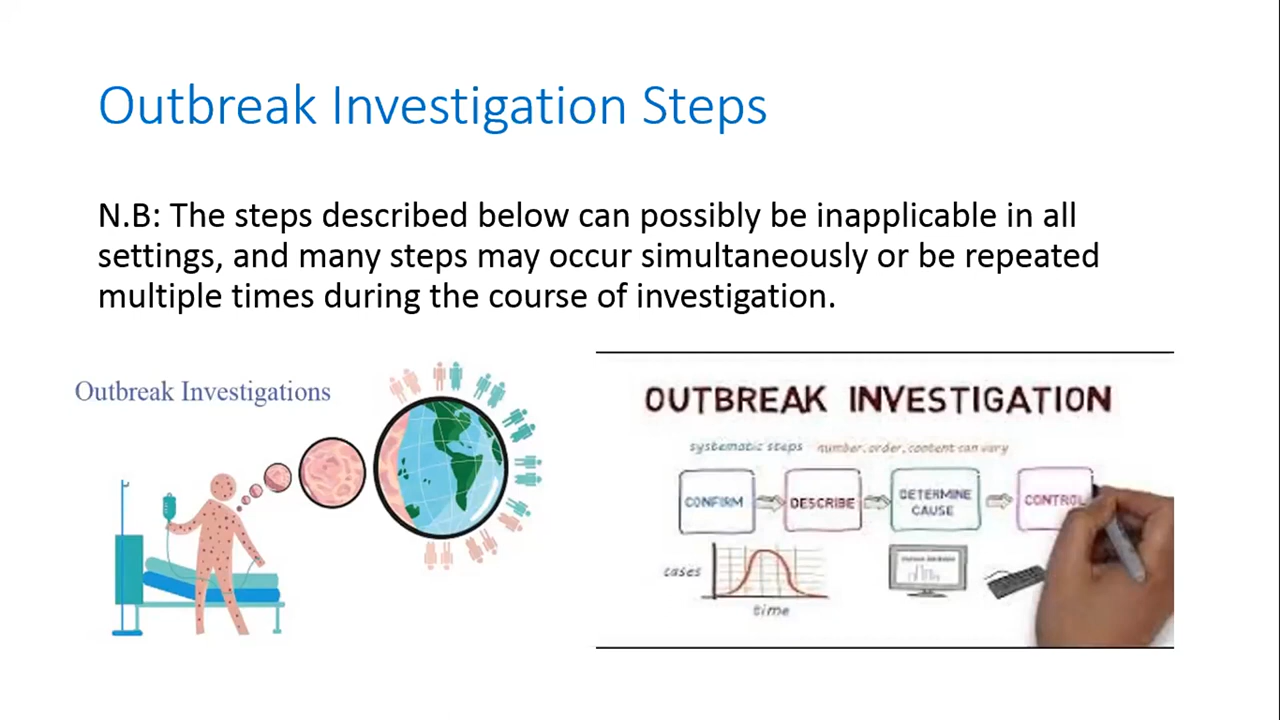 Outbreak Investigation Steps
N.B: The steps described below can possibly be inapplicable in all
settings, and many steps may occur simultaneously or be repeated
multiple times during the course of investigation.
Outbreak Investigations
OUTBREAK INVESTIGATION
systematic steps number, order, content can vary
CONFIRM
DESCRIBE
DETERMINE
CAUSE
CONTROL
cases
time